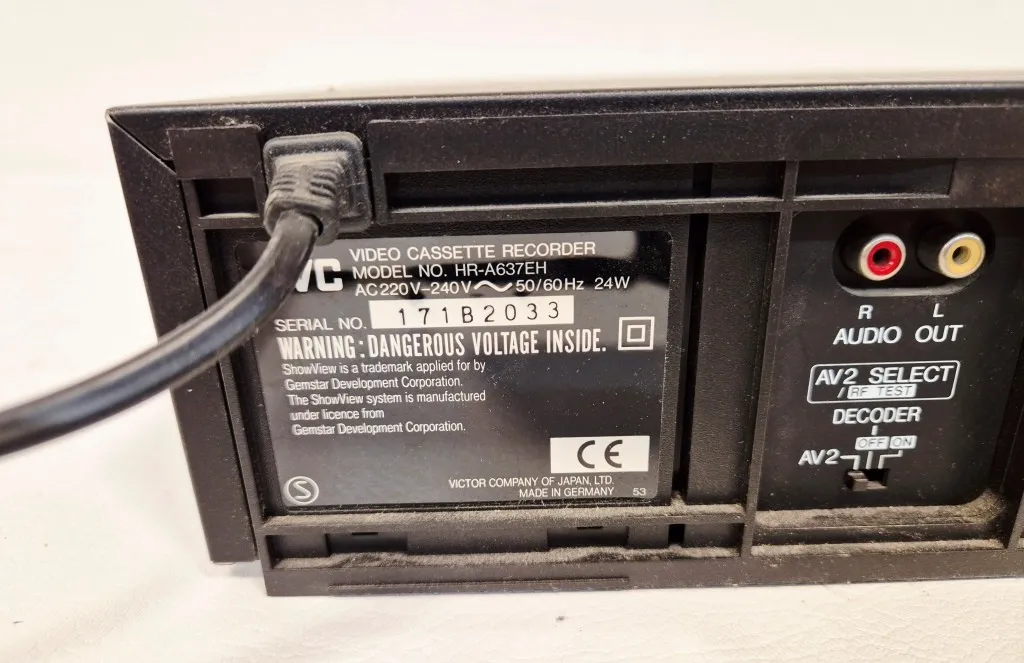 VC
VIDEO CASSETTE RECORDER
MODEL NO. HR-A637EH
AC 220V-240V~50/60Hz 24W
SERIAL NO. 171B2033
WARNING: DANGEROUS VOLTAGE INSIDE.
ShowView is a trademark applied for by
Gemstar Development Corporation.
The ShowView system is manufactured
under licence from
Gemstar Development Corporation.
CE
S
VICTOR COMPANY OF JAPAN, LTD.
MADE IN GERMANY 53
R L
AUDIO OUT
AV2 SELECT
/RF TEST
DECODER
OFF ON
AV2